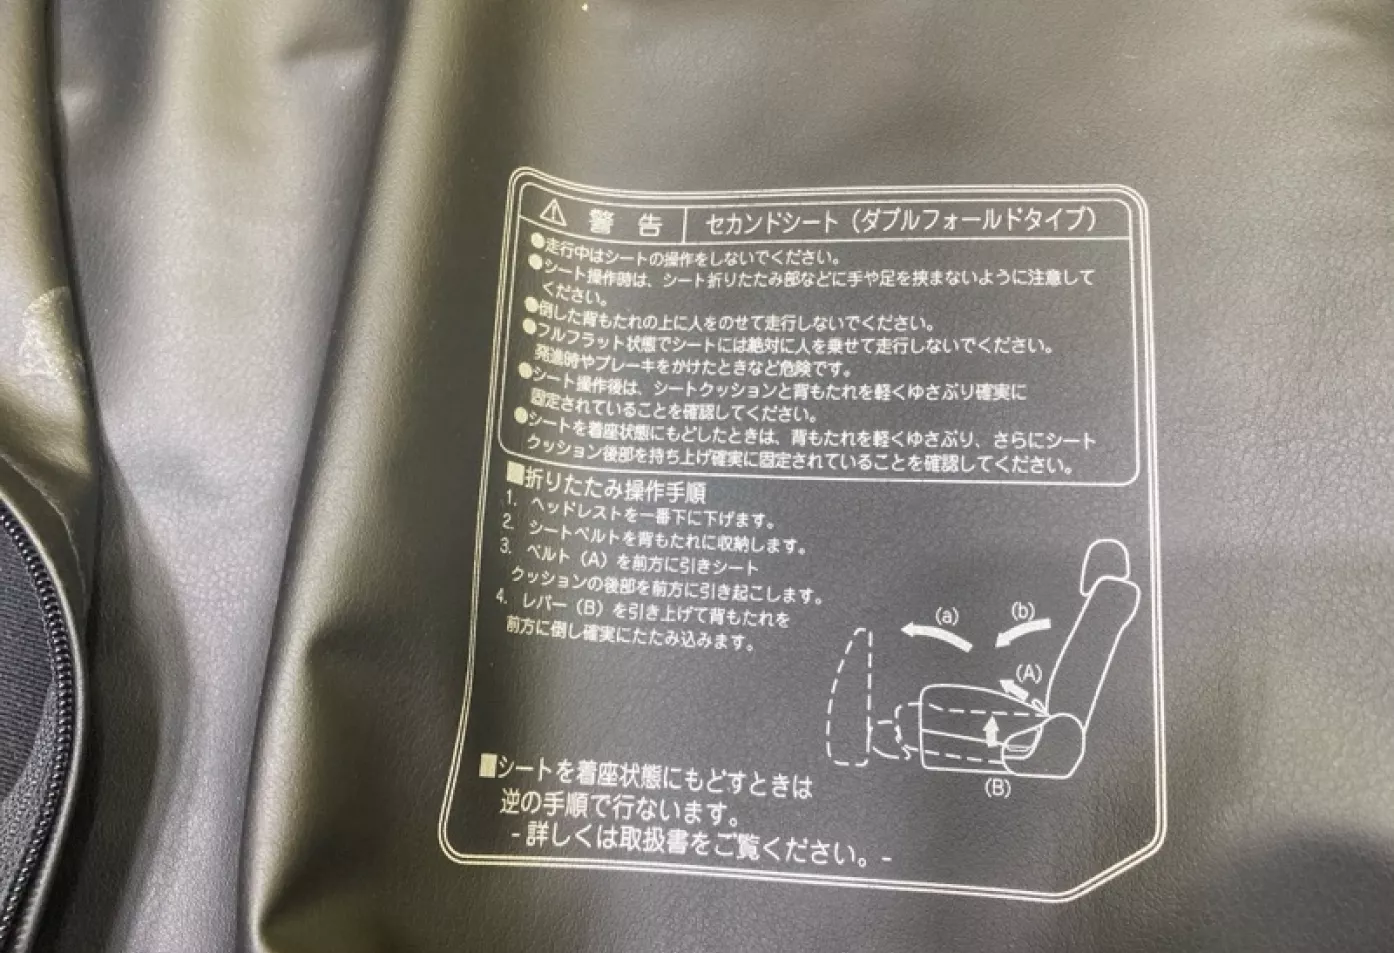 ⚠ 警告 セカンドシート（ダブルフォールドタイプ）
●走行中はシートの操作をしないでください。
●シート操作時は、シート折りたたみ部などに手や足を挟まないように注意して
ください。
●倒した背もたれの上に人をのせて走行しないでください。
●フルフラット状態でシートには絶対に人を乗せて走行しないでください。
発進時やブレーキをかけたときなど危険です。
●シート操作後は、シートクッションと背もたれを軽くゆさぶり確実に
固定されていることを確認してください。
●シートを着座状態にもどしたときは、背もたれを軽くゆさぶり、さらにシート
クッション後部を持ち上げ確実に固定されていることを確認してください。
■折りたたみ操作手順
1. ヘッドレストを一番下に下げます。
2. シートベルトを背もたれに収納します。
3. ベルト（A）を前方に引きシート
クッションの後部を前方に引き起こします。
4. レバー（B）を引き上げて背もたれを
前方に倒し確実にたたみ込みます。
(a)
(b)
(A)
(B)
■シートを着座状態にもどすときは
逆の手順で行ないます。
- 詳しくは取扱書をご覧ください。-